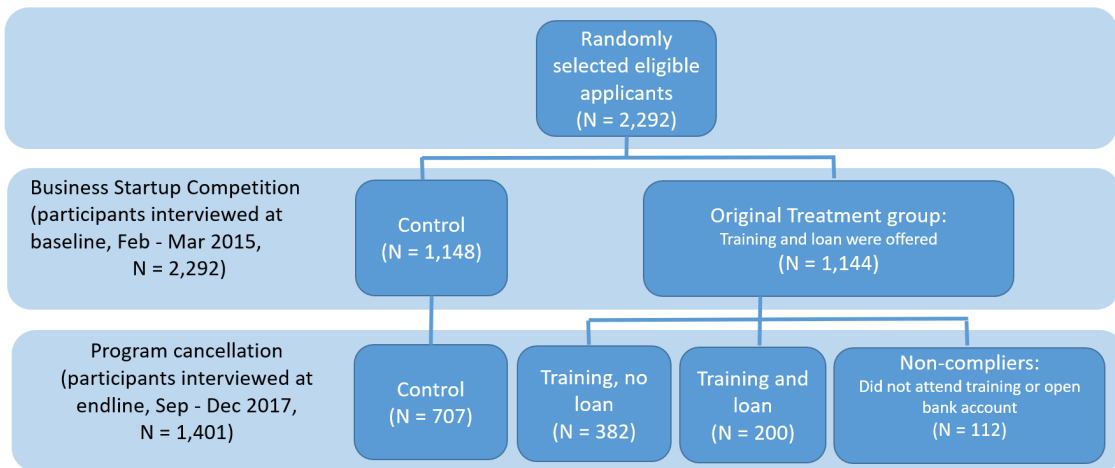 Randomly
selected eligible
applicants
(N = 2,292)
Business Startup Competition
(participants interviewed at
baseline, Feb - Mar 2015,
N = 2,292)
Control
(N = 1,148)
Original Treatment group:
Training and loan were offered
(N = 1,144)
Program cancellation
(participants interviewed at
endline, Sep - Dec 2017,
N = 1,401)
Control
(N = 707)
Training, no
loan
(N = 382)
Training and
loan
(N = 200)
Non-compliers:
Did not attend training or open
bank account
(N = 112)